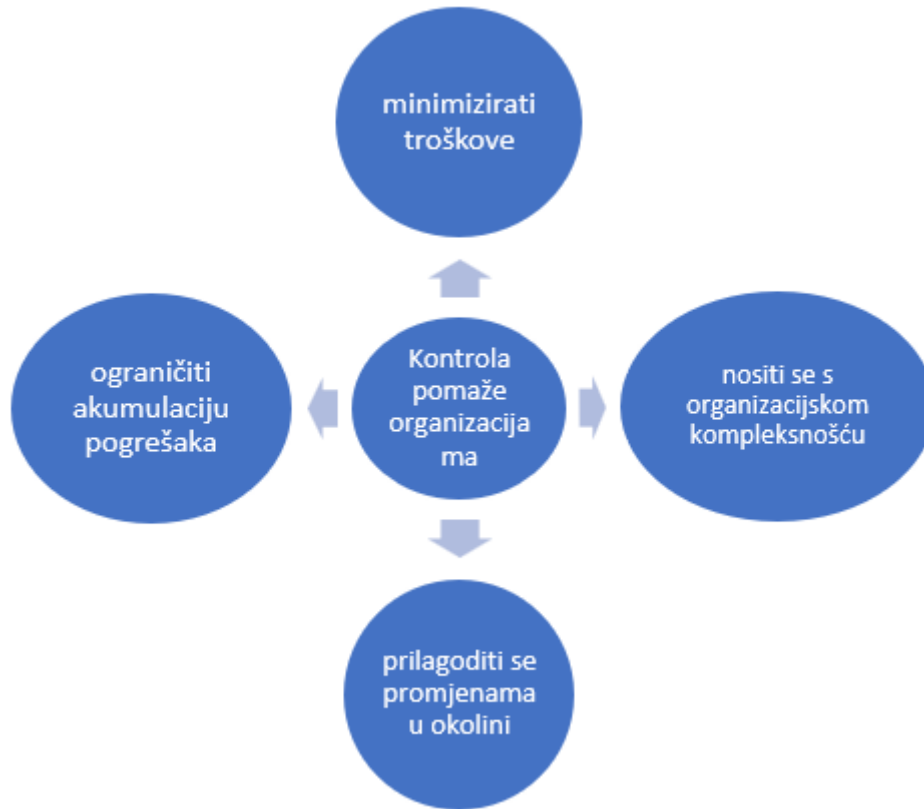 minimizirati
troškove
ograničiti
akumulaciju
pogrešaka
Kontrola
pomaže
organizacija
ma
nositi se s
organizacijskom
kompleksnošću
prilagoditi se
promjenama
u okolini